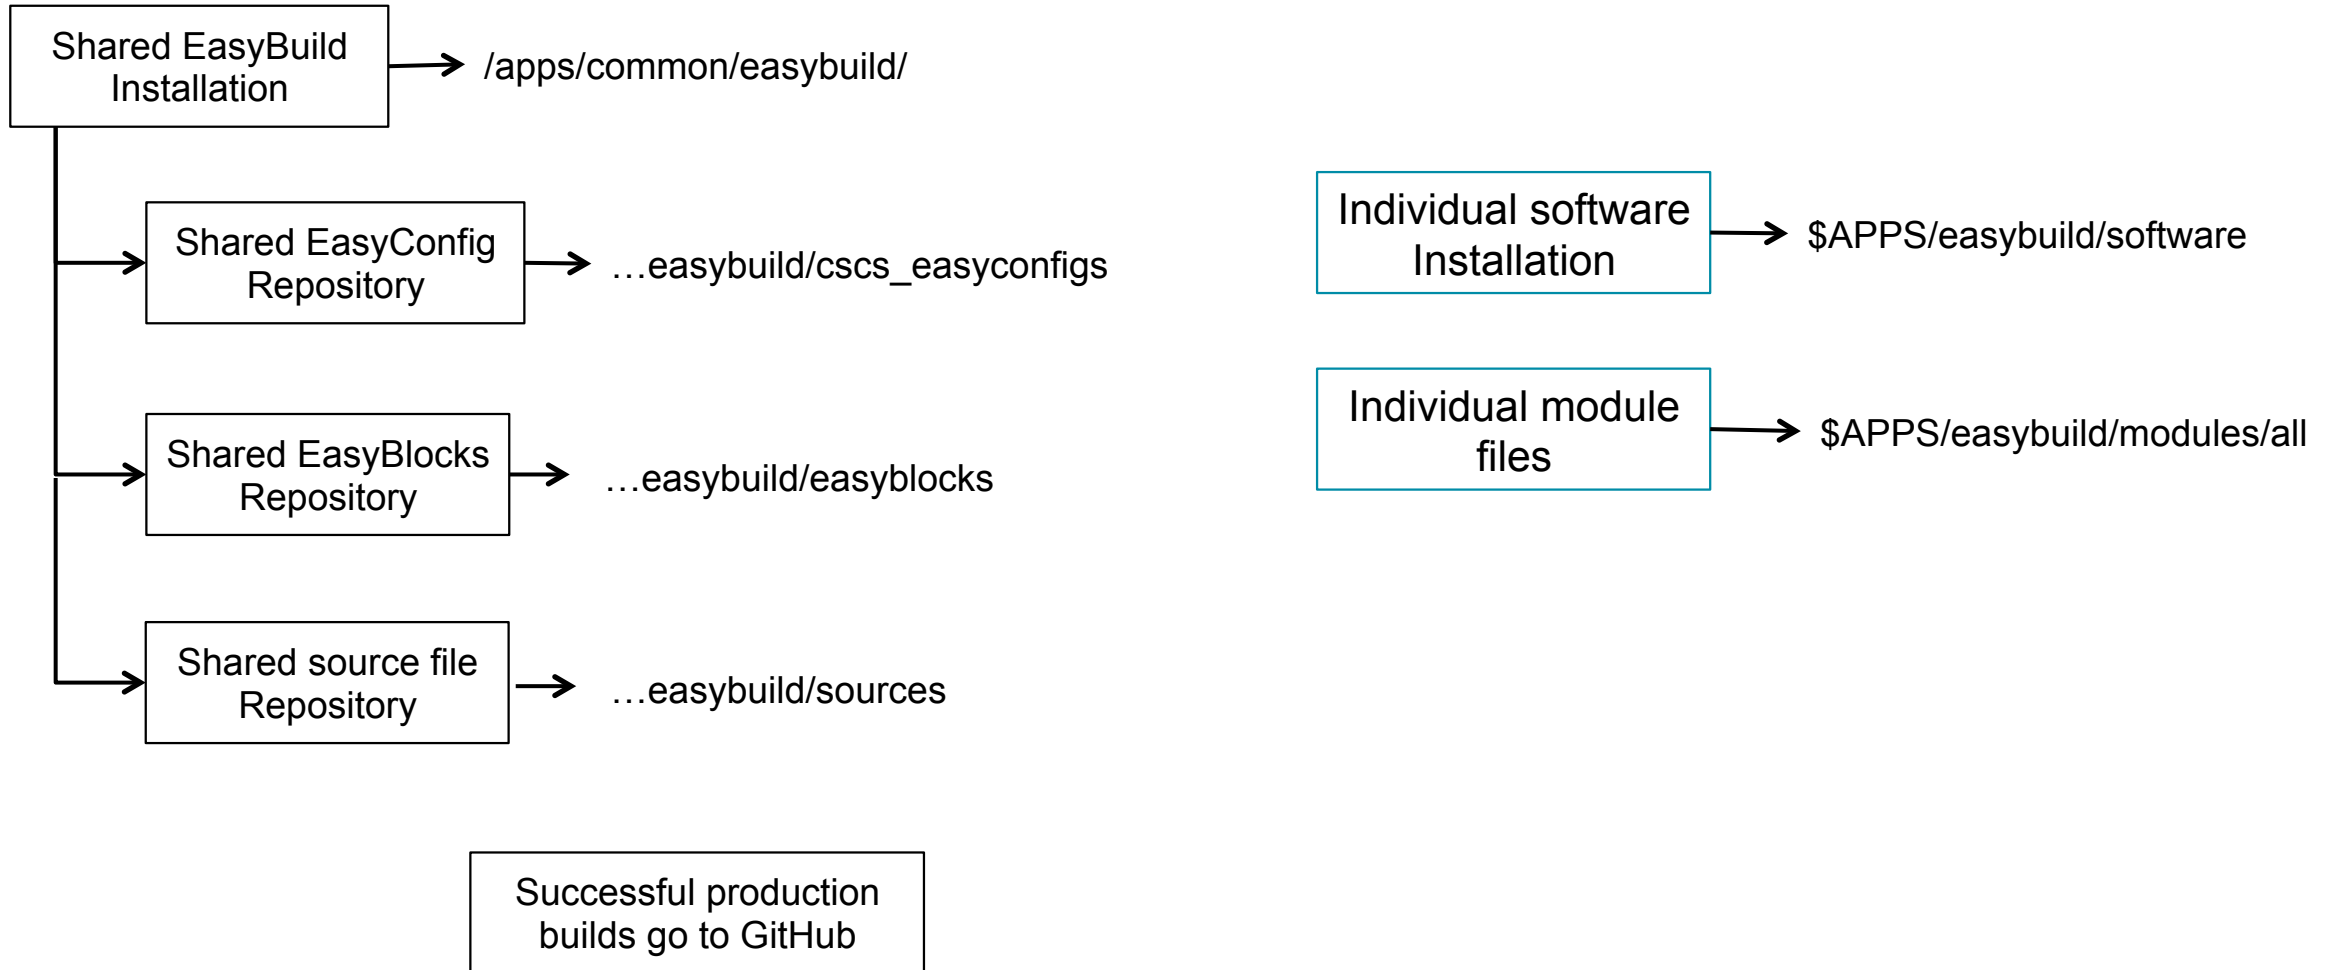 Shared EasyBuild
Installation
/apps/common/easybuild/
Shared EasyConfig
Repository
…easybuild/cscs_easyconfigs
Shared EasyBlocks
Repository
…easybuild/easyblocks
Shared source file
Repository
…easybuild/sources
Individual software
Installation
$APPS/easybuild/software
Individual module
files
$APPS/easybuild/modules/all
Successful production
builds go to GitHub